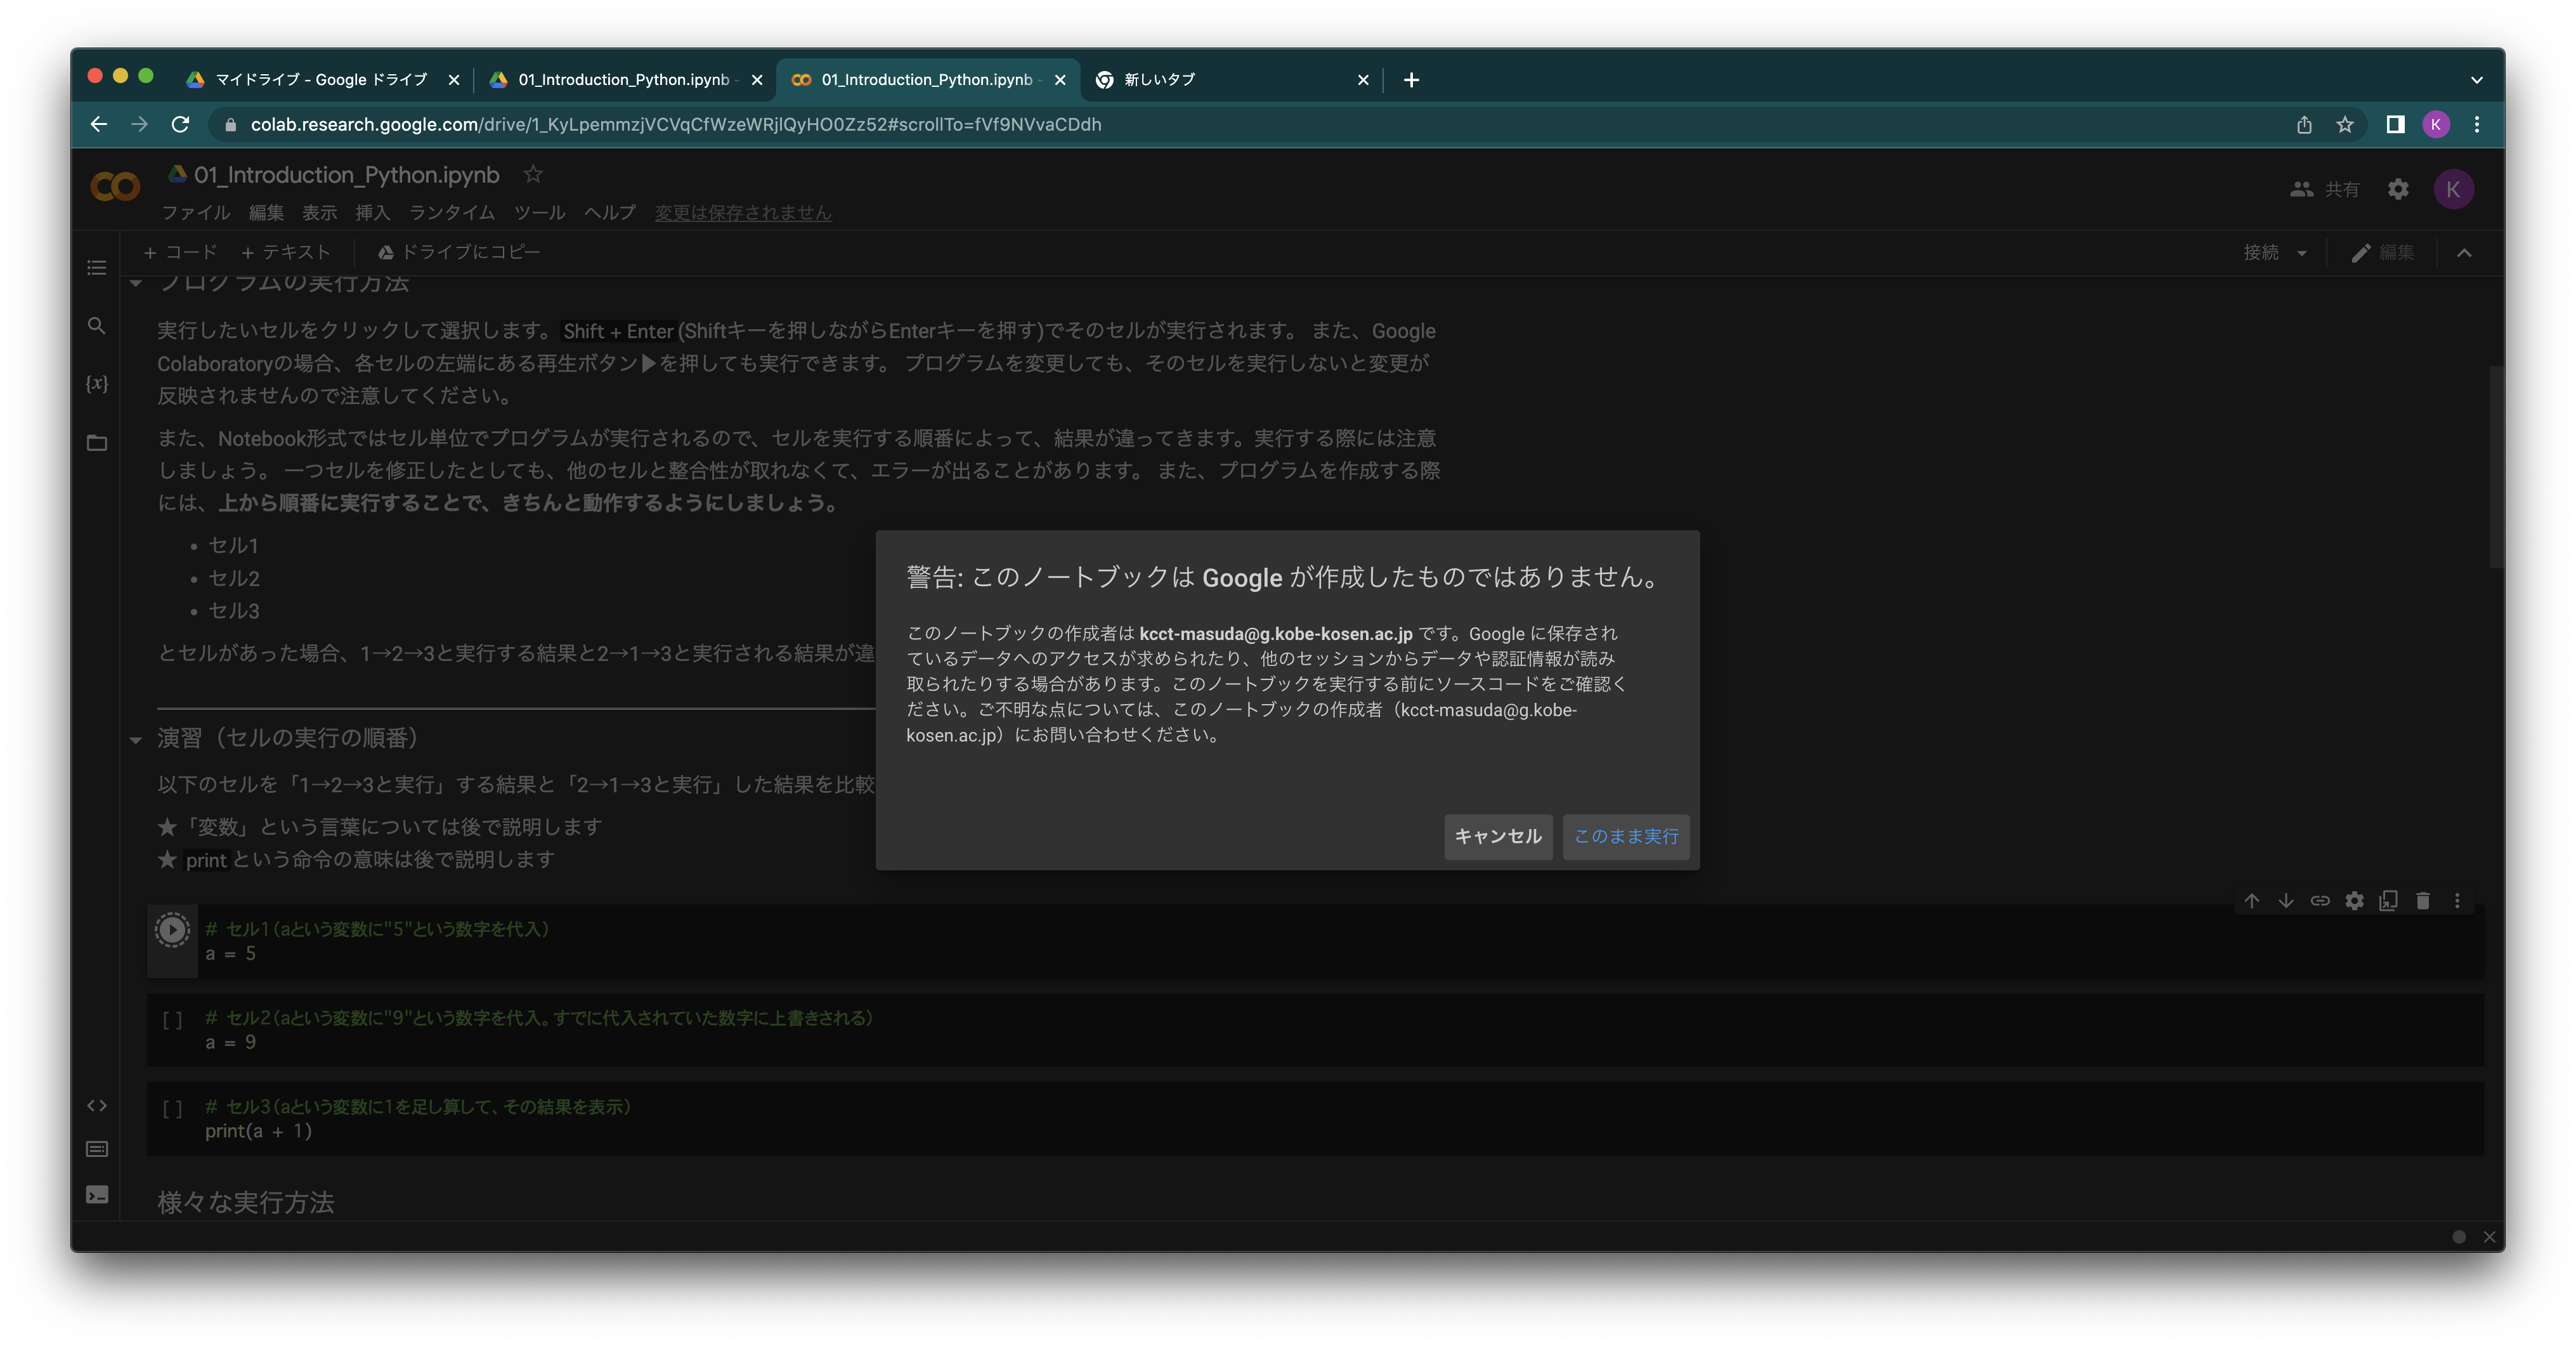 マイドライブ - Google ドライブ
01_Introduction_Python.ipynb -
01_Introduction_Python.ipynb -
新しいタブ
colab.research.google.com/drive/1_KyLpemmzjVCVqCfWzeWRjlQyHO0Zz52#scrollTo=fVf9NVvaCDdh
K
01_Introduction_Python.ipynb
共有
K
ファイル 編集 表示 挿入 ランタイム ツール ヘルプ 変更は保存されません
+ コード + テキスト ドライブにコピー
接続 編集
プログラムの実行方法
実行したいセルをクリックして選択します。 Shift + Enter (Shiftキーを押しながらEnterキーを押す)でそのセルが実行されます。 また、Google
Colaboratoryの場合、各セルの左端にある再生ボタン▶を押しても実行できます。 プログラムを変更しても、そのセルを実行しないと変更が
反映されませんので注意してください。
また、Notebook形式ではセル単位でプログラムが実行されるので、セルを実行する順番によって、結果が違ってきます。実行する際には注意
しましょう。 一つセルを修正したとしても、他のセルと整合性が取れなくて、エラーが出ることがあります。 また、プログラムを作成する際
には、上から順番に実行することで、きちんと動作するようにしましょう。
• セル1
• セル2
• セル3
とセルがあった場合、1→2→3と実行する結果と2→1→3と実行される結果が違
演習（セルの実行の順番）
以下のセルを「1→2→3と実行」する結果と「2→1→3と実行」した結果を比較
★「変数」という言葉については後で説明します
★ print という命令の意味は後で説明します
警告: このノートブックは Google が作成したものではありません。
このノートブックの作成者は kcct-masuda@g.kobe-kosen.ac.jp です。Google に保存され
ているデータへのアクセスが求められたり、他のセッションからデータや認証情報が読み
取られたりする場合があります。このノートブックを実行する前にソースコードをご確認く
ださい。ご不明な点については、このノートブックの作成者（kcct-masuda@g.kobe-
kosen.ac.jp）にお問い合わせください。
キャンセル このまま実行
# セル1（aという変数に"5"という数字を代入）
a = 5
[ ] # セル2（aという変数に"9"という数字を代入。すでに代入されていた数字に上書きされる）
a = 9
[ ] # セル3（aという変数に1を足し算して、その結果を表示）
print(a + 1)
様々な実行方法